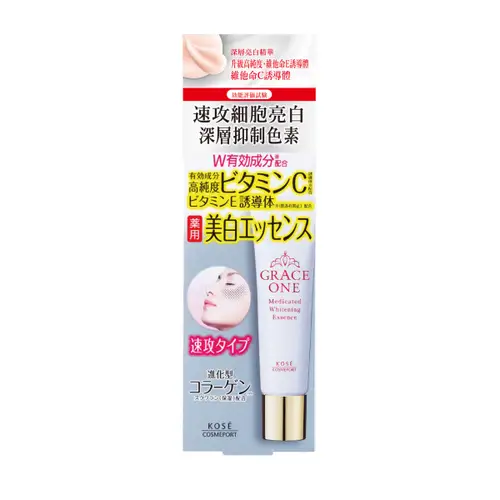 深層亮白精華
升級高純度・維他命E誘導體
維他命C誘導體
功能評価試験
速攻細胞亮白
深層抑制色素
W有効成分配合
有効成分
高純度ビタミンC
ビタミンE誘導体
薬用
美白エッセンス
GRACE
ONE
Medicated
Whitening
Essence
速攻タイプ
進化型
コラーゲン
KOSÉ
COSMEPORT
KOSÉ
COSMEPORT